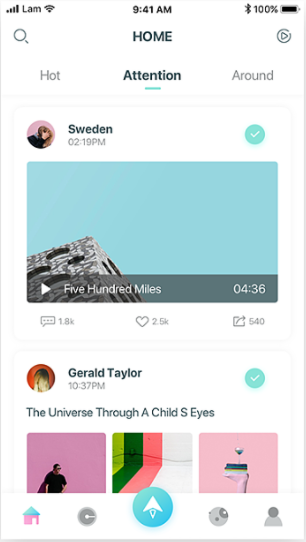 Lam 9:41 AM 100%
HOME
Hot Attention Around
Sweden
02:19PM
Five Hundred Miles 04:36
1.8k 2.5k 540
Gerald Taylor
10:37PM
The Universe Through A Child S Eyes